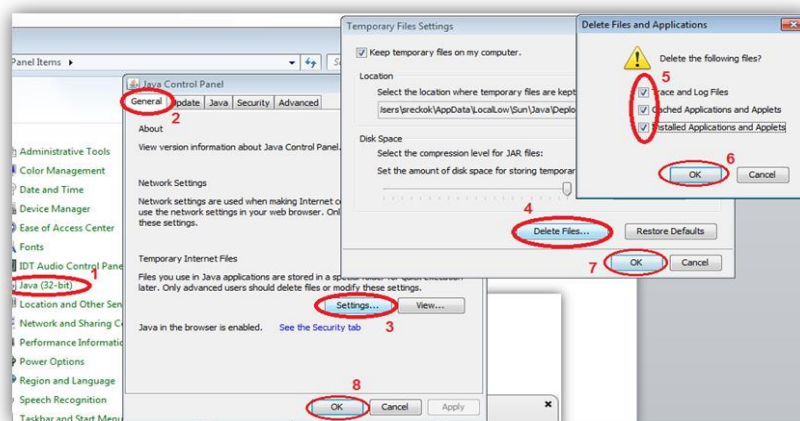 Temporary Files Settings
Delete Files and Applications
Keep temporary files on my computer.
Delete the following files?
5
Trace and Log Files
Cached Applications and Applets
Installed Applications and Applets
6
OK
Cancel
Location
Select the location where temporary files are kept
\sreckok\AppData\LocalLow\Sun\Java\Deplo
Disk Space
Select the compression level for JAR files:
Set the amount of disk space for storing
4
Delete Files...
Restore Defaults
7
OK
Cancel
Panel Items
Java Control Panel
General
Update
Java
Security
Advanced
2
About
View version information about Java Control Panel.
Network Settings
Network settings are used when making Internet
use the network settings in your web browser.
these settings.
Temporary Internet Files
Files you use in Java applications are stored in a special folder for quick execution
later. Only advanced users should delete files or modify these settings.
Settings...
View...
3
Java in the browser is enabled.
See the Security tab
8
OK
Cancel
Apply
Administrative Tools
Color Management
Date and Time
Device Manager
Ease of Access Center
Fonts
IDT Audio Control
1
Java (32-bit)
Location and Other
Network and Sharing
Performance
Power Options
Region and Language
Speech Recognition
Taskbar and Start Menu